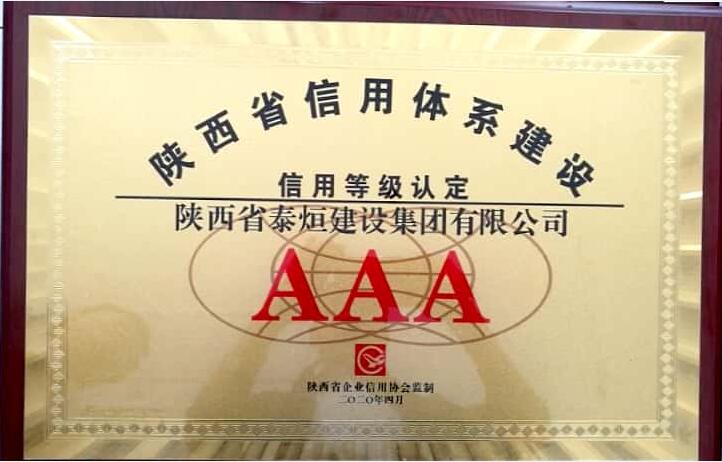 陕西省信用体系建设
信用等级认定
陕西省泰烜建设集团有限公司
AAA
陕西省企业信用协会监制
二〇二〇年四月